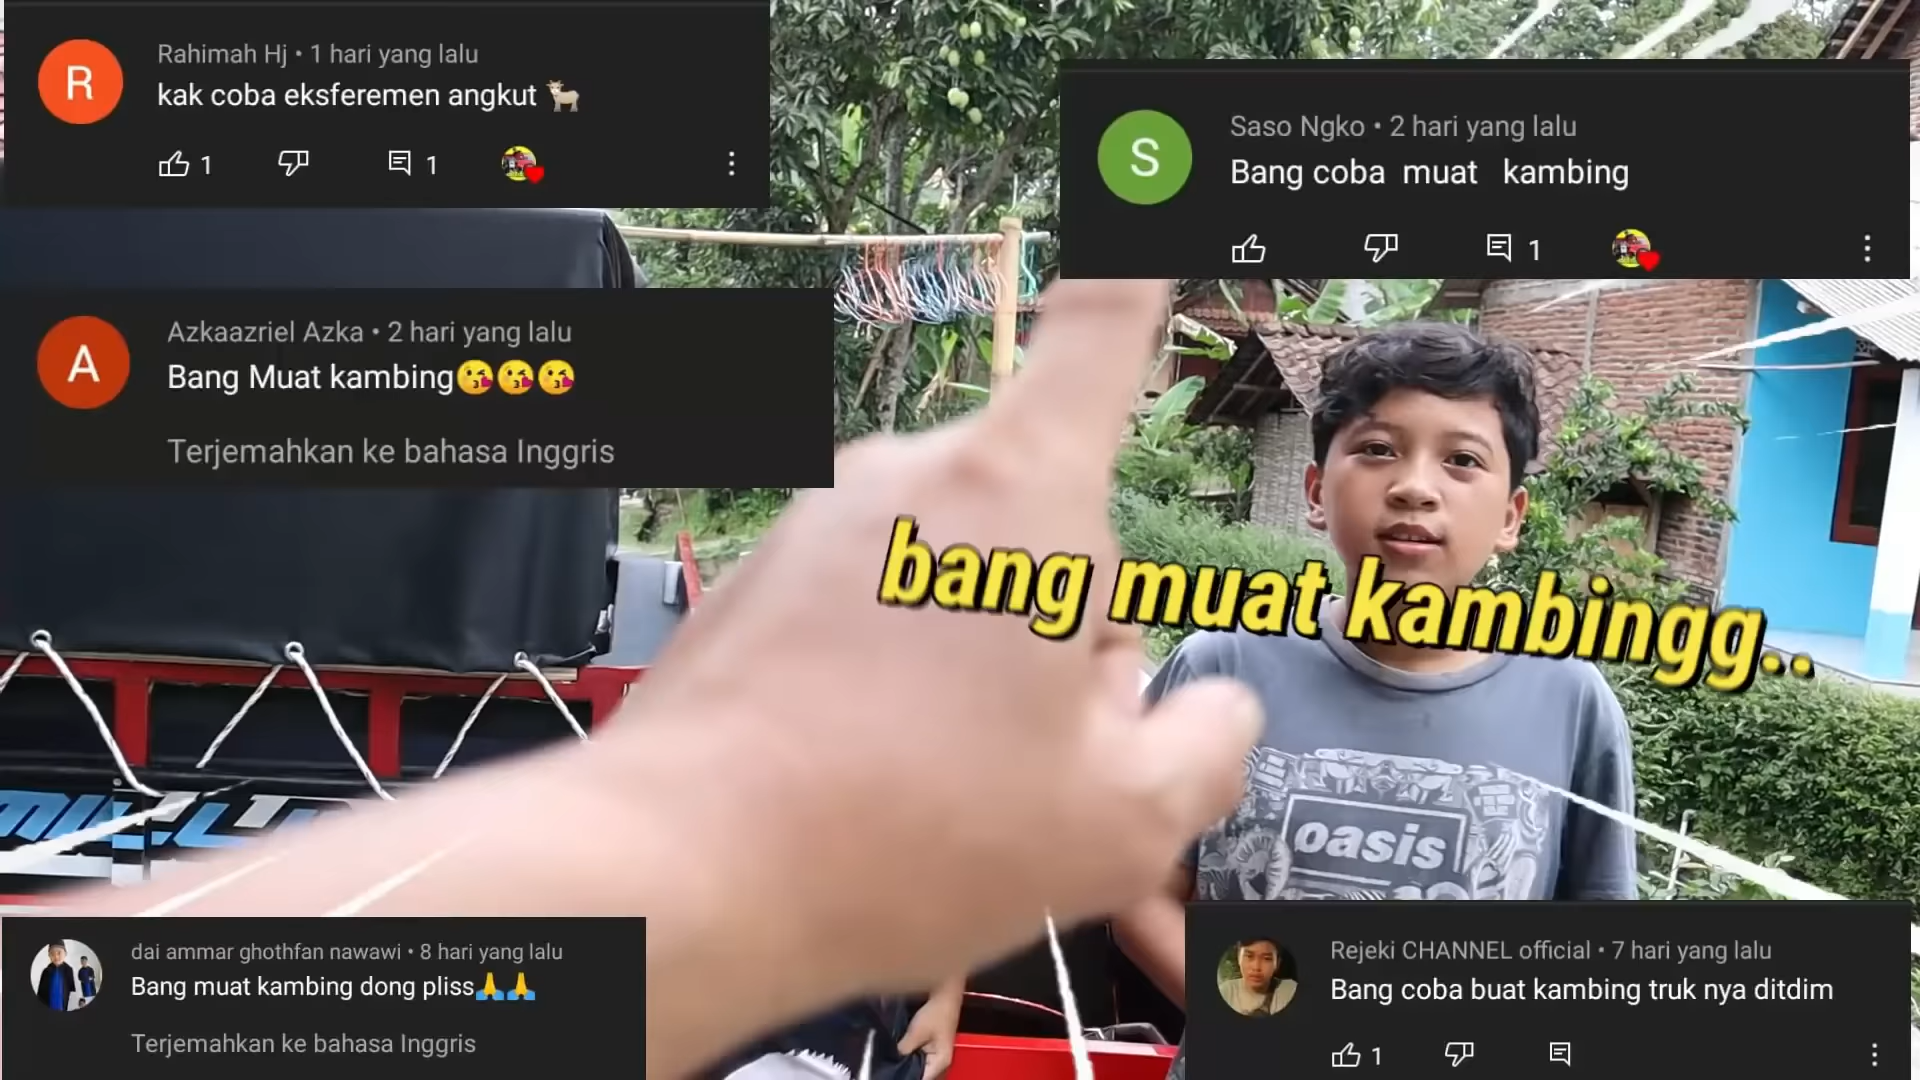 R
Rahimah Hj • 1 hari yang lalu
kak coba eksferemen angkut 🐐
1
1
S
Saso Ngko • 2 hari yang lalu
Bang coba muat kambing
1
A
Azkaazriel Azka • 2 hari yang lalu
Bang Muat kambing😘😘😘
Terjemahkan ke bahasa Inggris
bang muat kambingg..
oasis
dai ammar ghothfan nawawi • 8 hari yang lalu
Bang muat kambing dong pliss🙏🙏
Terjemahkan ke bahasa Inggris
Rejeki CHANNEL official • 7 hari yang lalu
Bang coba buat kambing truk nya ditdim
1